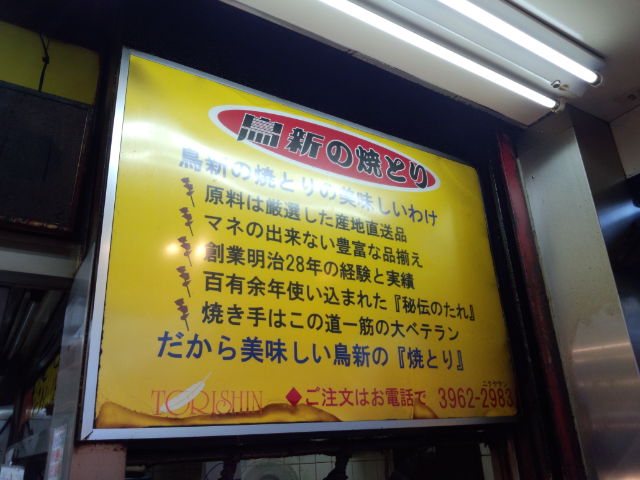 鳥新の焼とり
鳥新の焼とりの美味しいわけ
原料は厳選した産地直送品
マネの出来ない豊富な品揃え
創業明治28年の経験と実績
百有余年使い込まれた『秘伝のたれ』
焼き手はこの道一筋の大ベテラン
だから美味しい鳥新の『焼とり』
TORISHIN
◆ご注文はお電話で 3962-2983